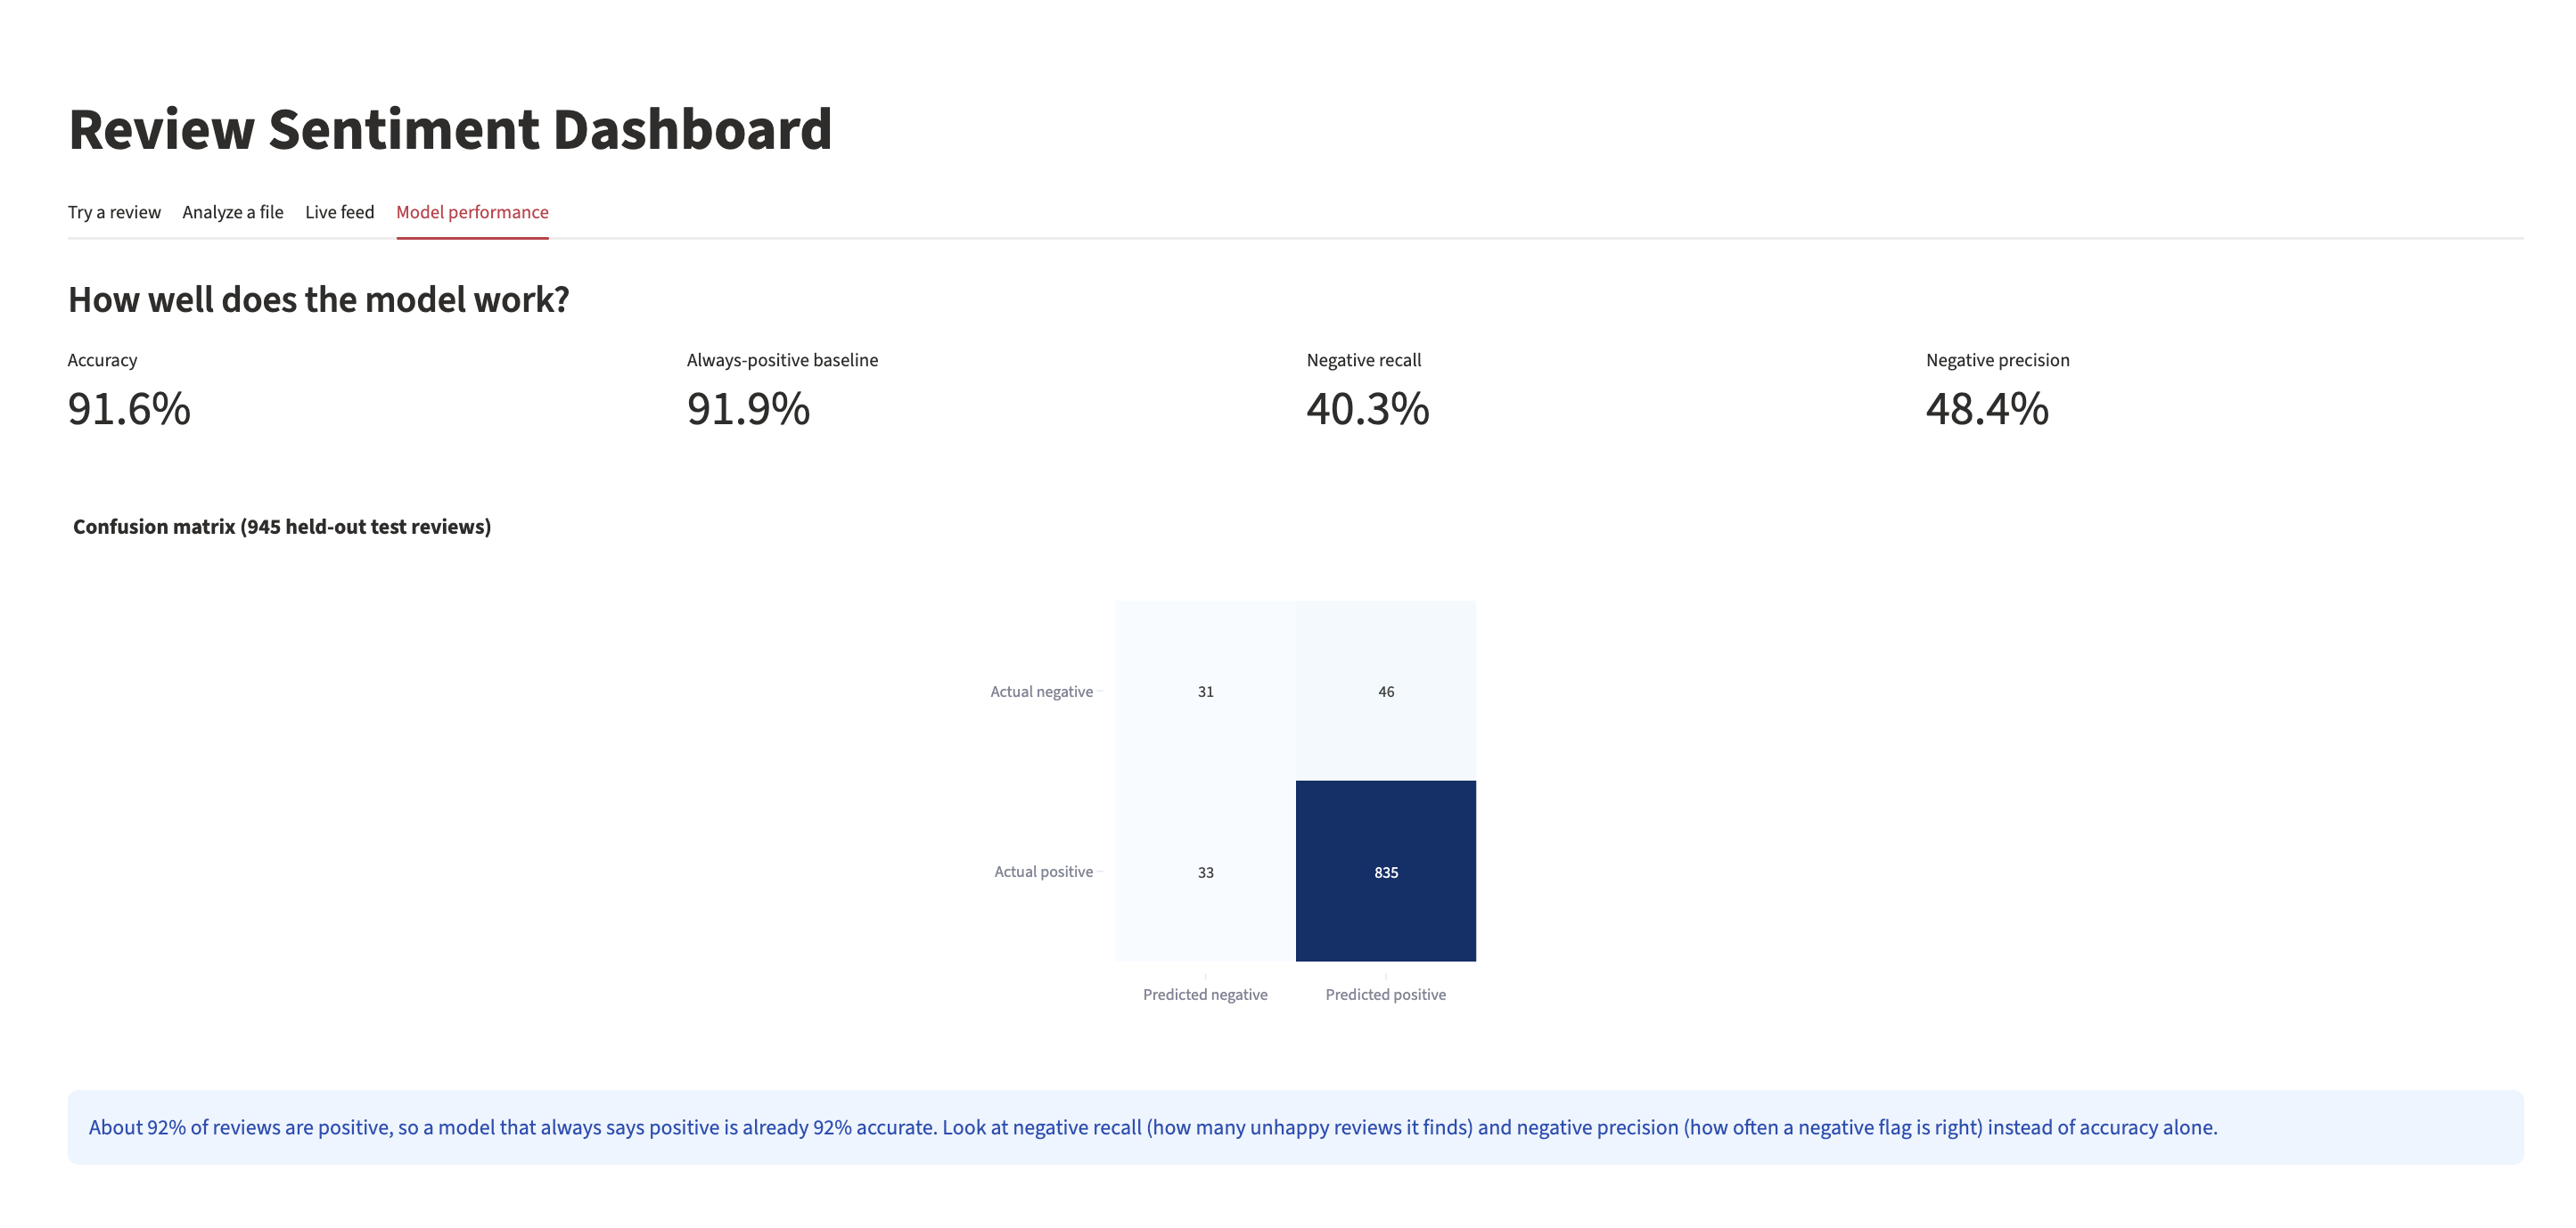 Review Sentiment Dashboard
Try a review
Analyze a file
Live feed
Model performance
How well does the model work?
Accuracy
91.6%
Always-positive baseline
91.9%
Negative recall
40.3%
Negative precision
48.4%
Confusion matrix (945 held-out test reviews)
Actual negative
31
46
Actual positive
33
835
Predicted negative
Predicted positive
About 92% of reviews are positive, so a model that always says positive is already 92% accurate. Look at negative recall (how many unhappy reviews it finds) and negative precision (how often a negative flag is right) instead of accuracy alone.